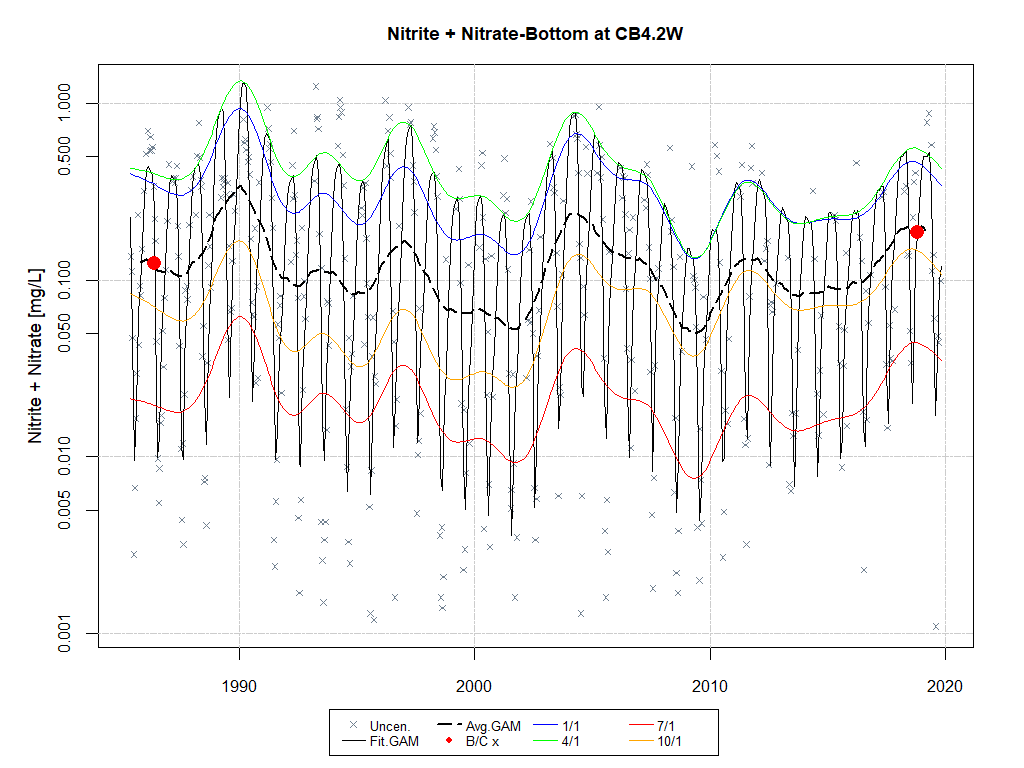 Nitrite + Nitrate-Bottom at CB4.2W
Nitrite + Nitrate [mg/L]
1.000
0.500
0.100
0.050
0.010
0.005
0.001
1990 2000 2010 2020
Uncen. Avg.GAM 1/1 7/1
Fit.GAM B/C x 4/1 10/1